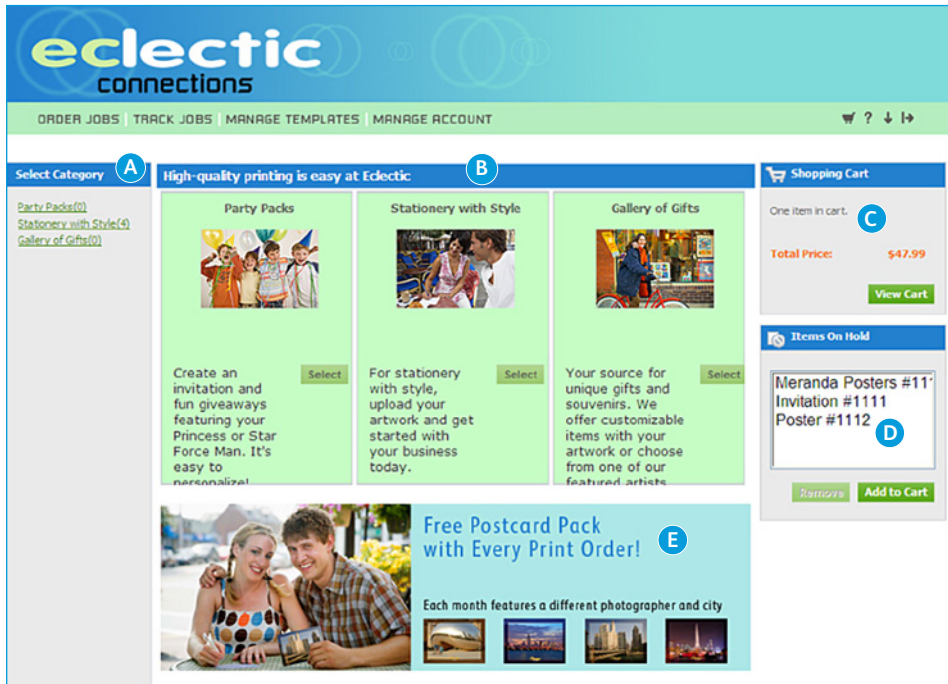 eclectic
connections
ORDER JOBS | TRACK JOBS | MANAGE TEMPLATES | MANAGE ACCOUNT
?
Select Category
A
Party Packs(0)
Stationery with Style(4)
Gallery of Gifts(0)
High-quality printing is easy at Eclectic
B
Party Packs
Select
Create an
invitation and
fun giveaways
featuring your
Princess or Star
Force Man. It's
easy to
personalize!
Stationery with Style
Select
For stationery
with style,
upload your
artwork and get
started with
your business
today.
Gallery of Gifts
Select
Your source for
unique gifts and
souvenirs. We
offer customizable
items with your
artwork or choose
from one of our
featured artists
Free Postcard Pack
with Every Print Order!
E
Each month features a different photographer and city
Shopping Cart
One item in cart.
C
Total Price: $47.99
View Cart
Items On Hold
Meranda Posters #111
Invitation #1111
Poster #1112
D
Remove
Add to Cart